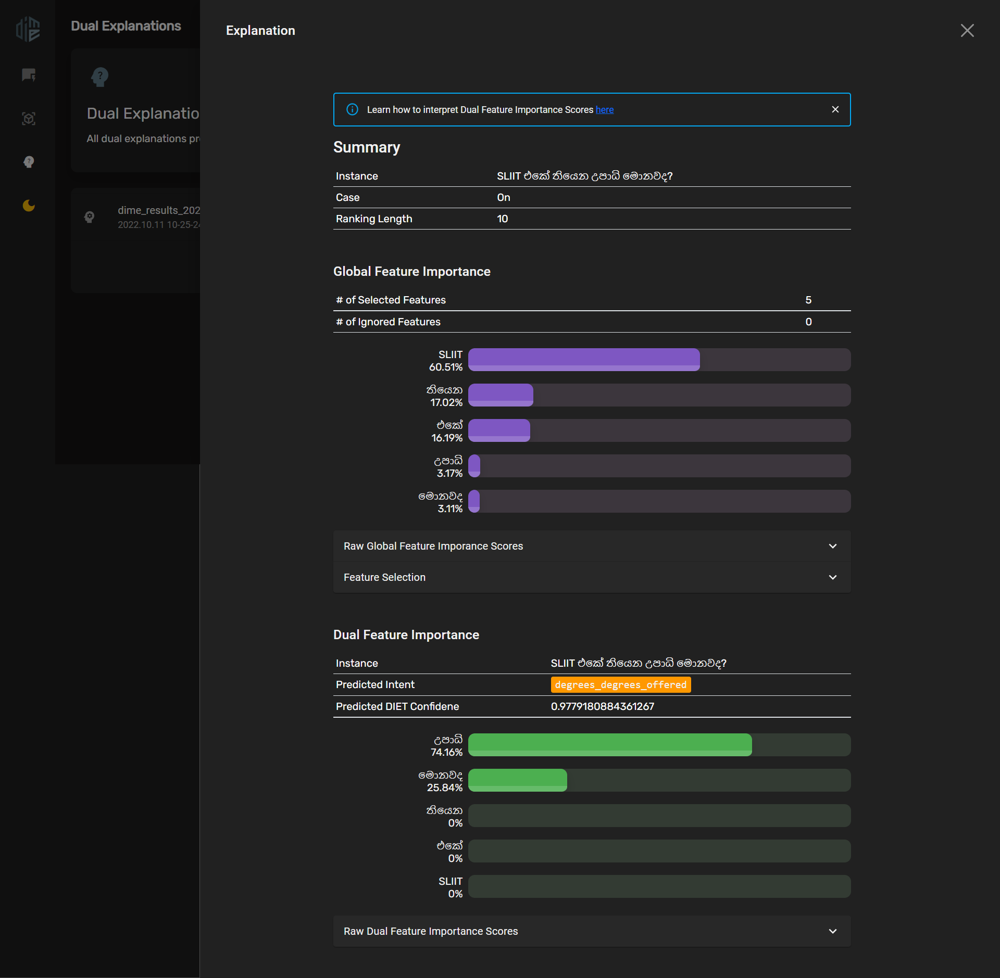 Dual Explanations
Dual Explanatio
All dual explanations pr
dime_results_202
2022.10.11 10-25-24
Explanation
Learn how to interpret Dual Feature Importance Scores here
Summary
Instance SLIIT එකේ තියෙන උපාධි මොනවද?
Case On
Ranking Length 10
Global Feature Importance
# of Selected Features 5
# of Ignored Features 0
SLIIT
60.51%
තියෙන
17.02%
එකේ
16.19%
උපාධි
3.17%
මොනවද
3.11%
Raw Global Feature Imporance Scores
Feature Selection
Dual Feature Importance
Instance SLIIT එකේ තියෙන උපාධි මොනවද?
Predicted Intent degrees_degrees_offered
Predicted DIET Confidene 0.9779180884361267
උපාධි
74.16%
මොනවද
25.84%
තියෙන
0%
එකේ
0%
SLIIT
0%
Raw Dual Feature Importance Scores